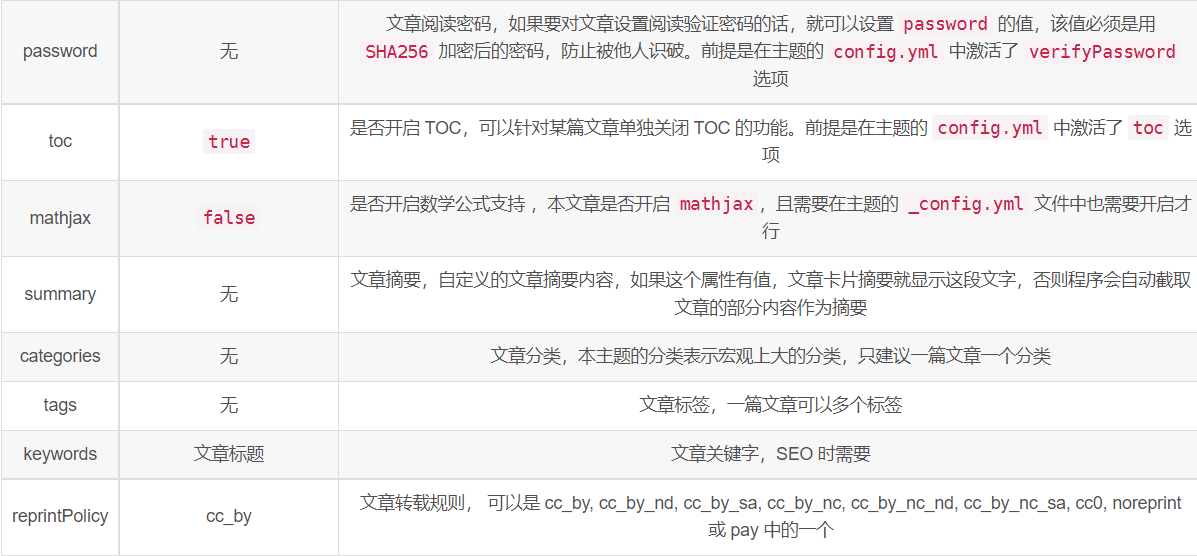 文章阅读密码，如果要对文章设置阅读验证密码的话，就可以设置 password 的值，该值必须是用
password 无 SHA256 加密后的密码，防止被他人识破。前提是在主题的 config.yml 中激活了 verifyPassword
选项
是否开启 TOC，可以针对某篇文章单独关闭 TOC 的功能。前提是在主题的 config.yml 中激活了 toc 选
toc true
项
是否开启数学公式支持 ，本文章是否开启 mathjax ，且需要在主题的 _config.yml 文件中也需要开启才
mathjax false
行
文章摘要，自定义的文章摘要内容，如果这个属性有值，文章卡片摘要就显示这段文字，否则程序会自动截取
summary 无
文章的部分内容作为摘要
categories 无 文章分类，本主题的分类表示宏观上大的分类，只建议一篇文章一个分类
tags 无 文章标签，一篇文章可以多个标签
keywords 文章标题 文章关键字，SEO 时需要
文章转载规则， 可以是 cc_by, cc_by_nd, cc_by_sa, cc_by_nc, cc_by_nc_nd, cc_by_nc_sa, cc0, noreprint
reprintPolicy cc_by
或 pay 中的一个